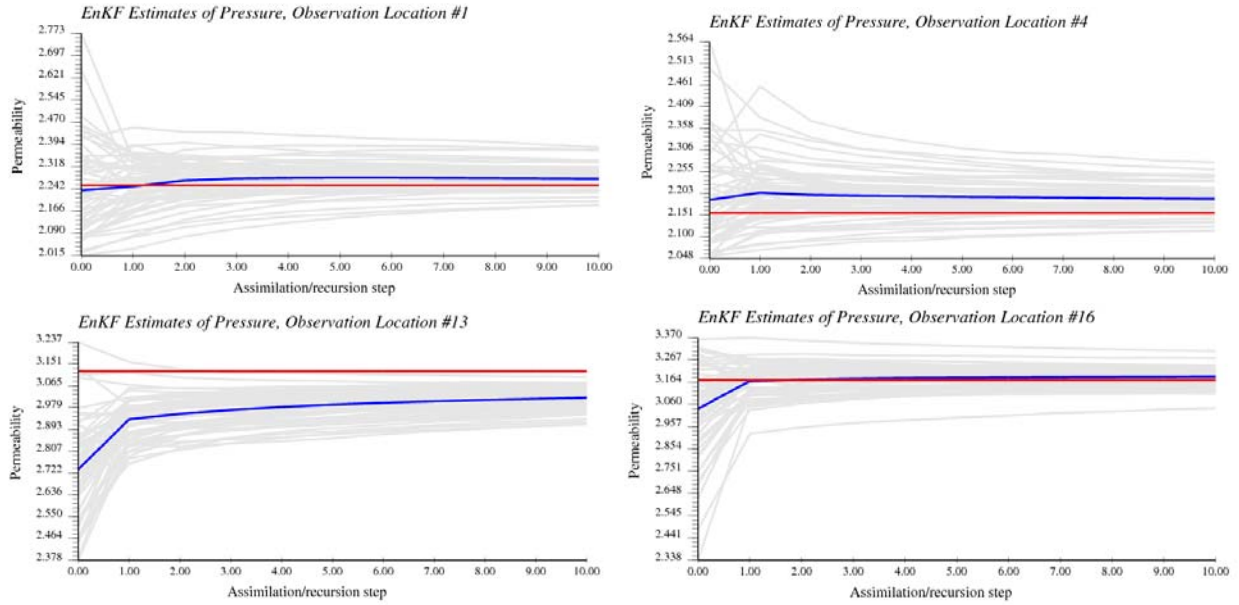 EnKF Estimates of Pressure, Observation Location #1
2.773
2.697
2.621
2.545
2.470
2.394
2.318
2.242
2.166
2.090
2.015
Permeability
0.00 1.00 2.00 3.00 4.00 5.00 6.00 7.00 8.00 9.00 10.00
Assimilation/recursion step
EnKF Estimates of Pressure, Observation Location #4
2.564
2.513
2.461
2.409
2.358
2.306
2.255
2.203
2.151
2.100
2.048
Permeability
0.00 1.00 2.00 3.00 4.00 5.00 6.00 7.00 8.00 9.00 10.00
Assimilation/recursion step
EnKF Estimates of Pressure, Observation Location #13
3.237
3.151
3.065
2.979
2.893
2.807
2.722
2.636
2.550
2.464
2.378
Permeability
0.00 1.00 2.00 3.00 4.00 5.00 6.00 7.00 8.00 9.00 10.00
Assimilation/recursion step
EnKF Estimates of Pressure, Observation Location #16
3.370
3.267
3.164
3.060
2.957
2.854
2.751
2.648
2.545
2.441
2.338
Permeability
0.00 1.00 2.00 3.00 4.00 5.00 6.00 7.00 8.00 9.00 10.00
Assimilation/recursion step